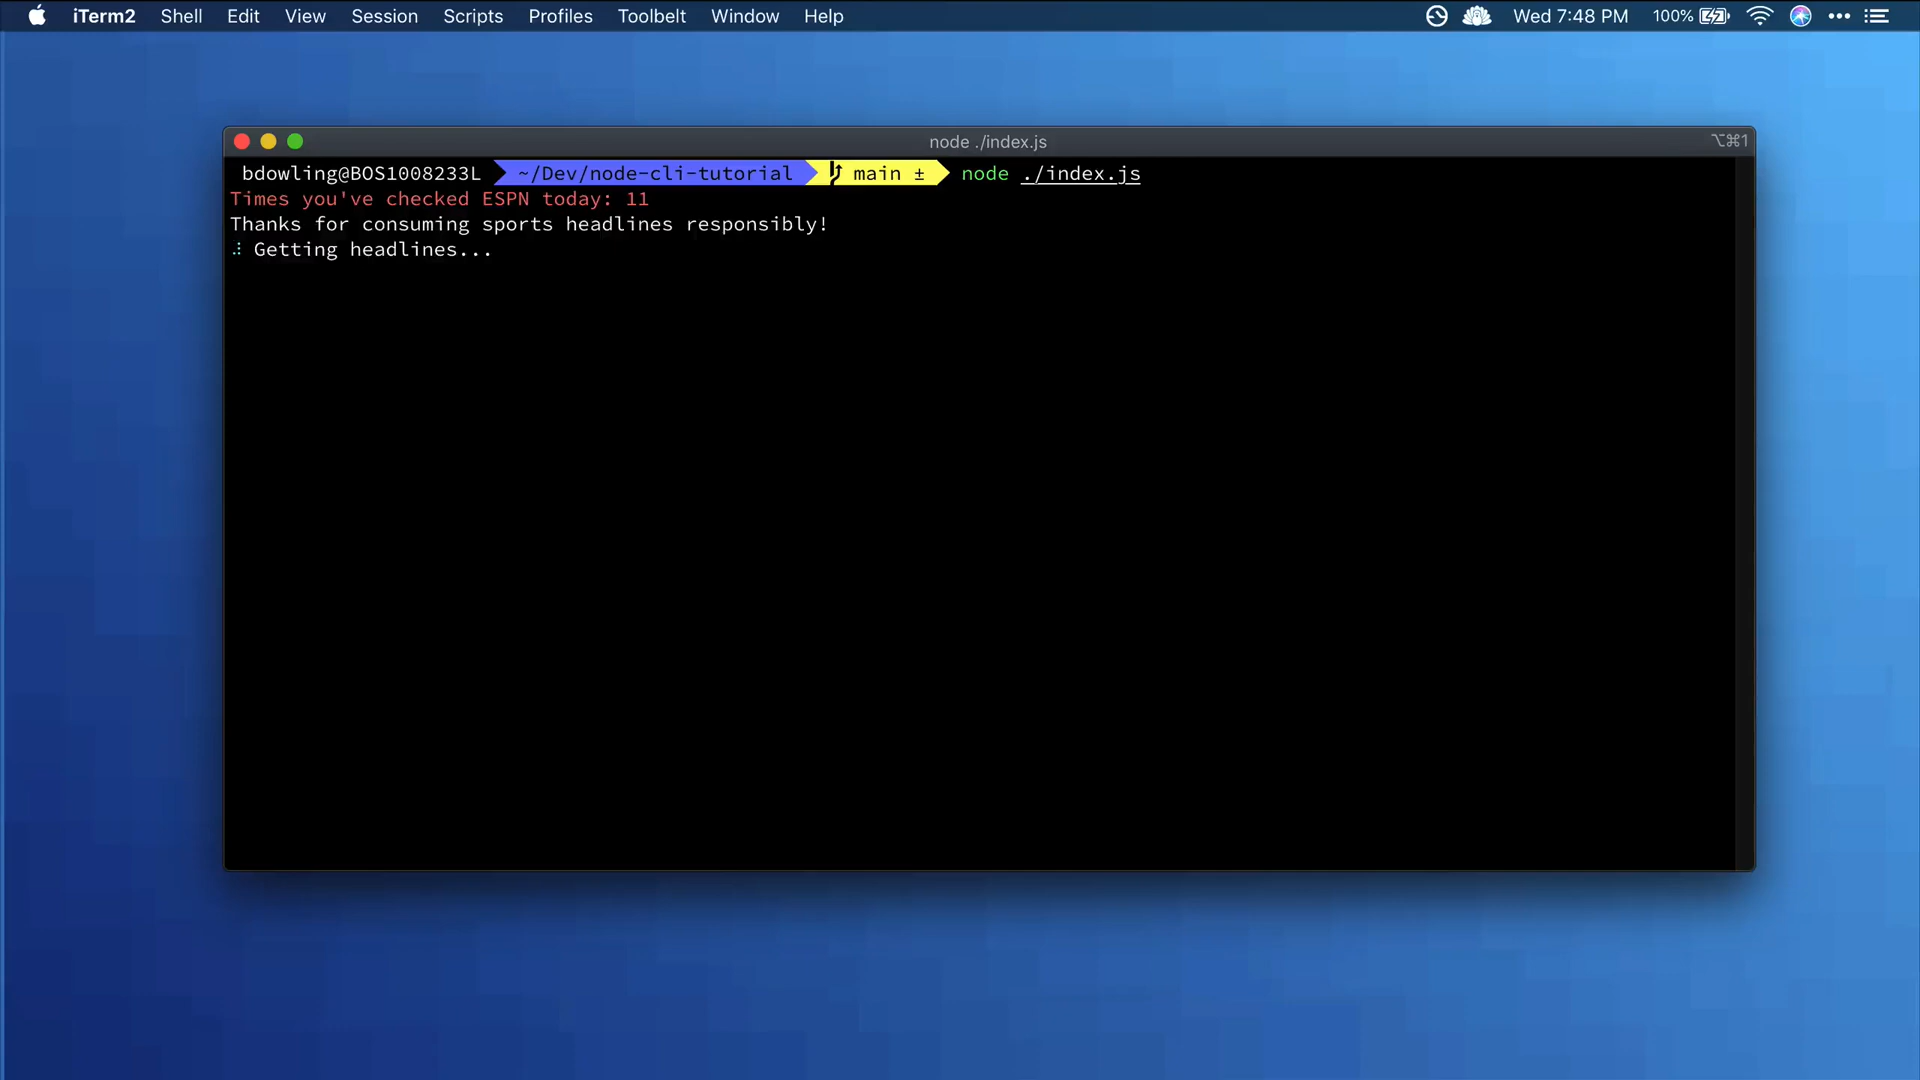 iTerm2 Shell Edit View Session Scripts Profiles Toolbelt Window Help Wed 7:48 PM 100%
node ./index.js ⌥⌘1
bdowling@BOS1008233L ~/Dev/node-cli-tutorial main ± node ./index.js
Times you've checked ESPN today: 11
Thanks for consuming sports headlines responsibly!
Getting headlines...